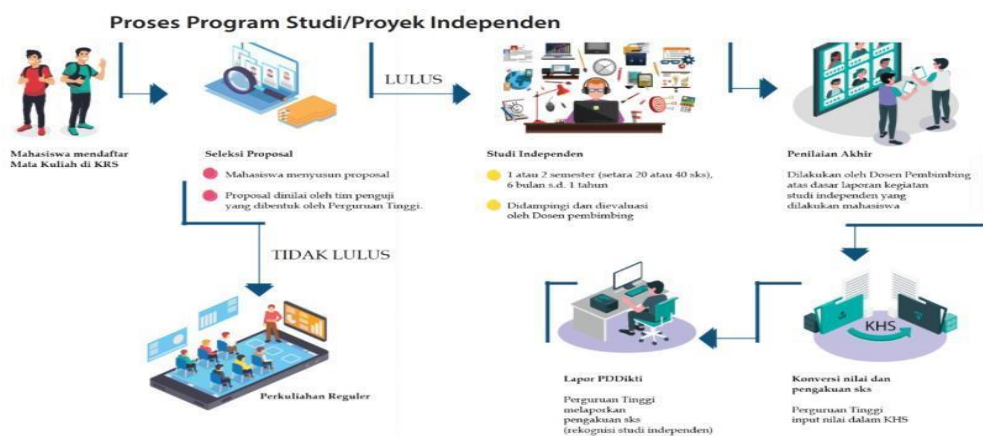 Proses Program Studi/Proyek Independen
LULUS
Mahasiswa mendaftar
Mata Kuliah di KRS
Seleksi Proposal
Mahasiswa menyusun proposal
Proposal dinilai oleh tim penguji
yang dibentuk oleh Perguruan Tinggi.
Studi Independen
1 atau 2 semester (setara 20 atau 40 sks),
6 bulan s.d. 1 tahun
Didampingi dan dievaluasi
oleh Dosen pembimbing
Penilaian Akhir
Dilakukan oleh Dosen Pembimbing
atas dasar laporan kegiatan
studi independen yang
dilakukan mahasiswa
TIDAK LULUS
Perkuliahan Reguler
KHS
Konversi nilai dan
pengakuan sks
Perguruan Tinggi
input nilai dalam KHS
Lapor PDDikti
Perguruan Tinggi
melaporkan
pengakuan sks
(rekognisi studi independen)